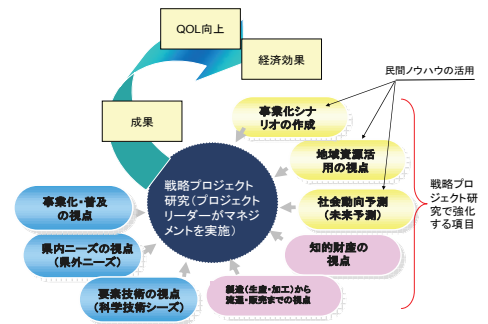 QOL向上
経済効果
民間ノウハウの活用
成果
事業化シナ
リオの作成
地域資源活
用の視点
戦略プロジェクト
研究(プロジェクト
リーダーがマネジ
メントを実施)
戦略プロ
ジェクト研
究で強化
する項目
事業化・普及
の視点
社会動向予測
(未来予測)
県内ニーズの視点
(県外ニーズ)
知的財産の
視点
要素技術の視点
(科学技術シーズ)
製造(生産・加工)から
流通・販売までの視点